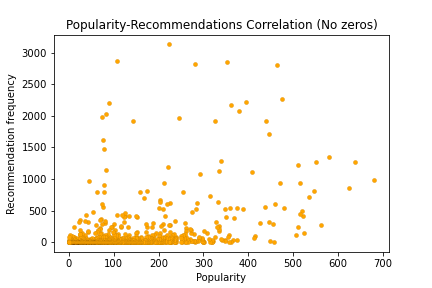 Popularity-Recommendations Correlation (No zeros)
Recommendation frequency
3000
2500
2000
1500
1000
500
0
0 100 200 300 400 500 600 700
Popularity